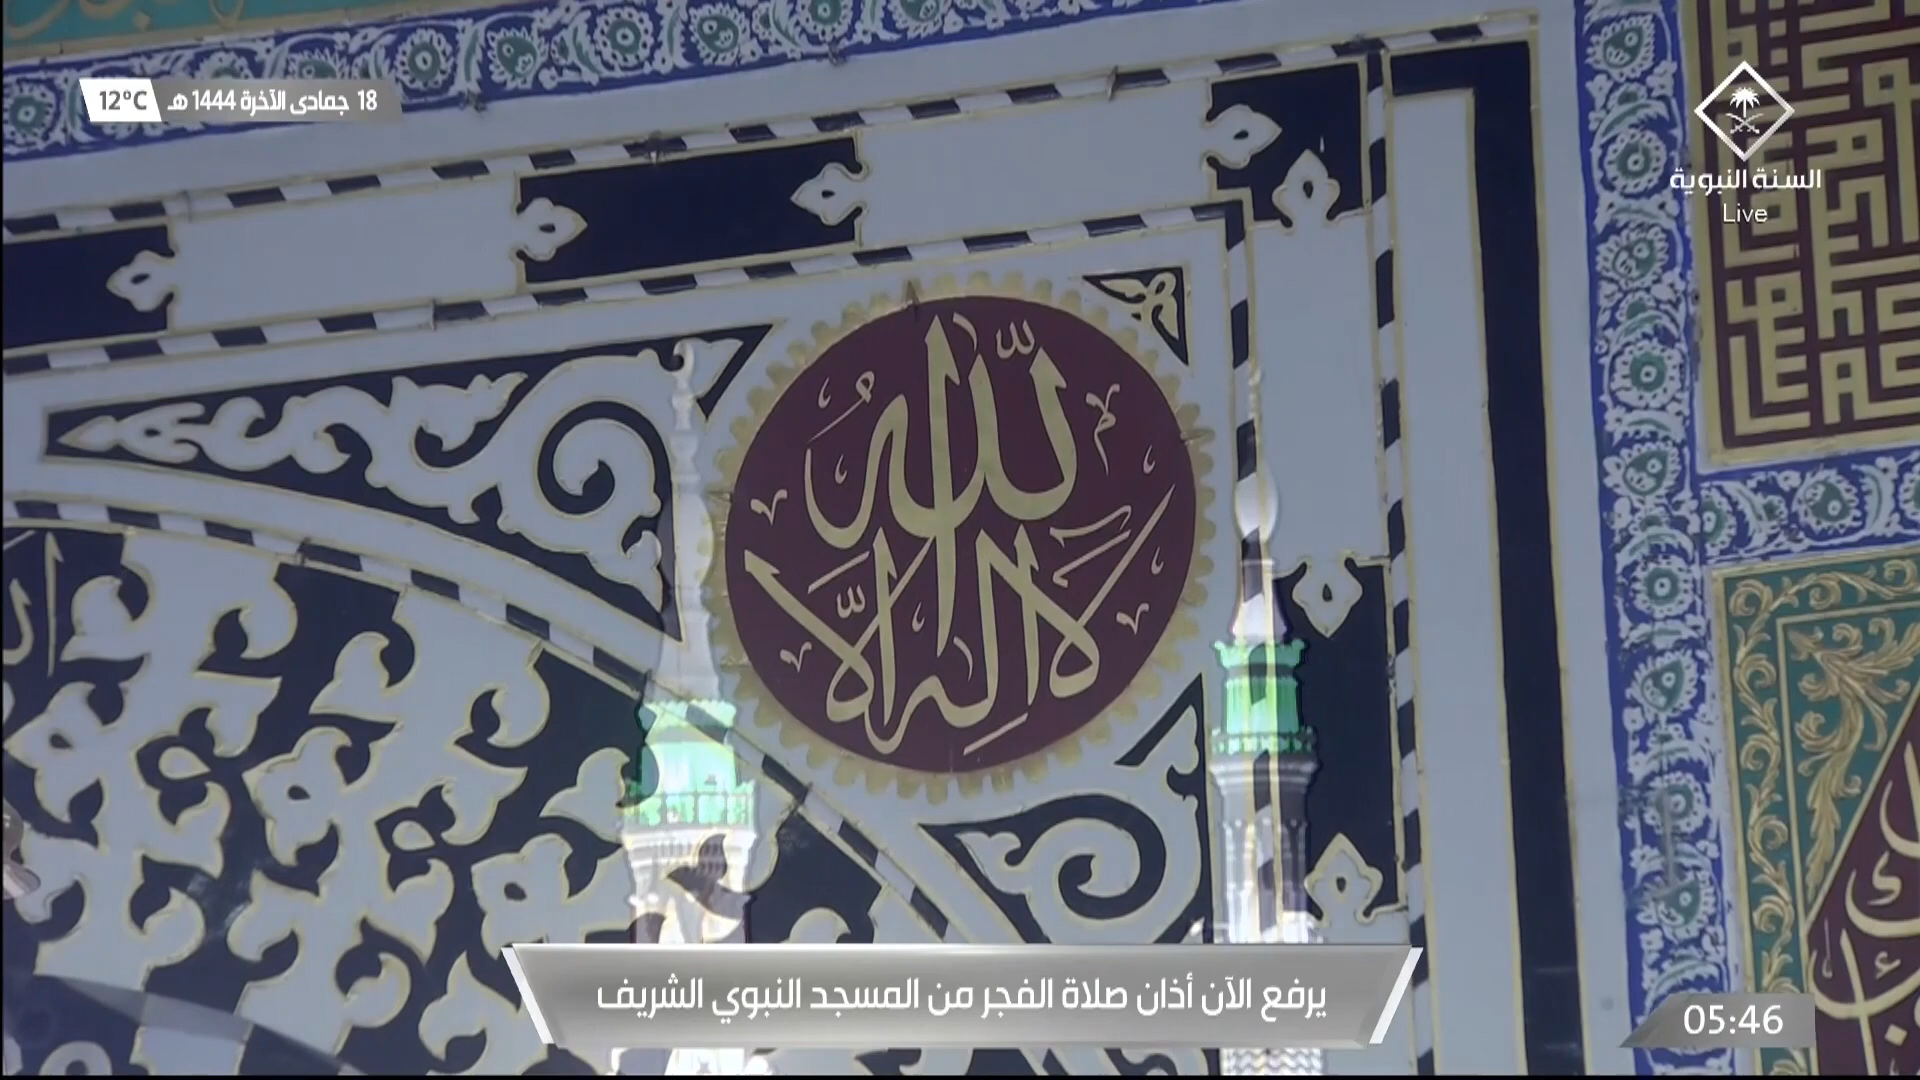 12°C
18 جمادى الآخرة 1444 هـ
السنة النبوية
Live
لا إله إلا الله
يرفع الآن أذان صلاة الفجر من المسجد النبوي الشريف
05:46